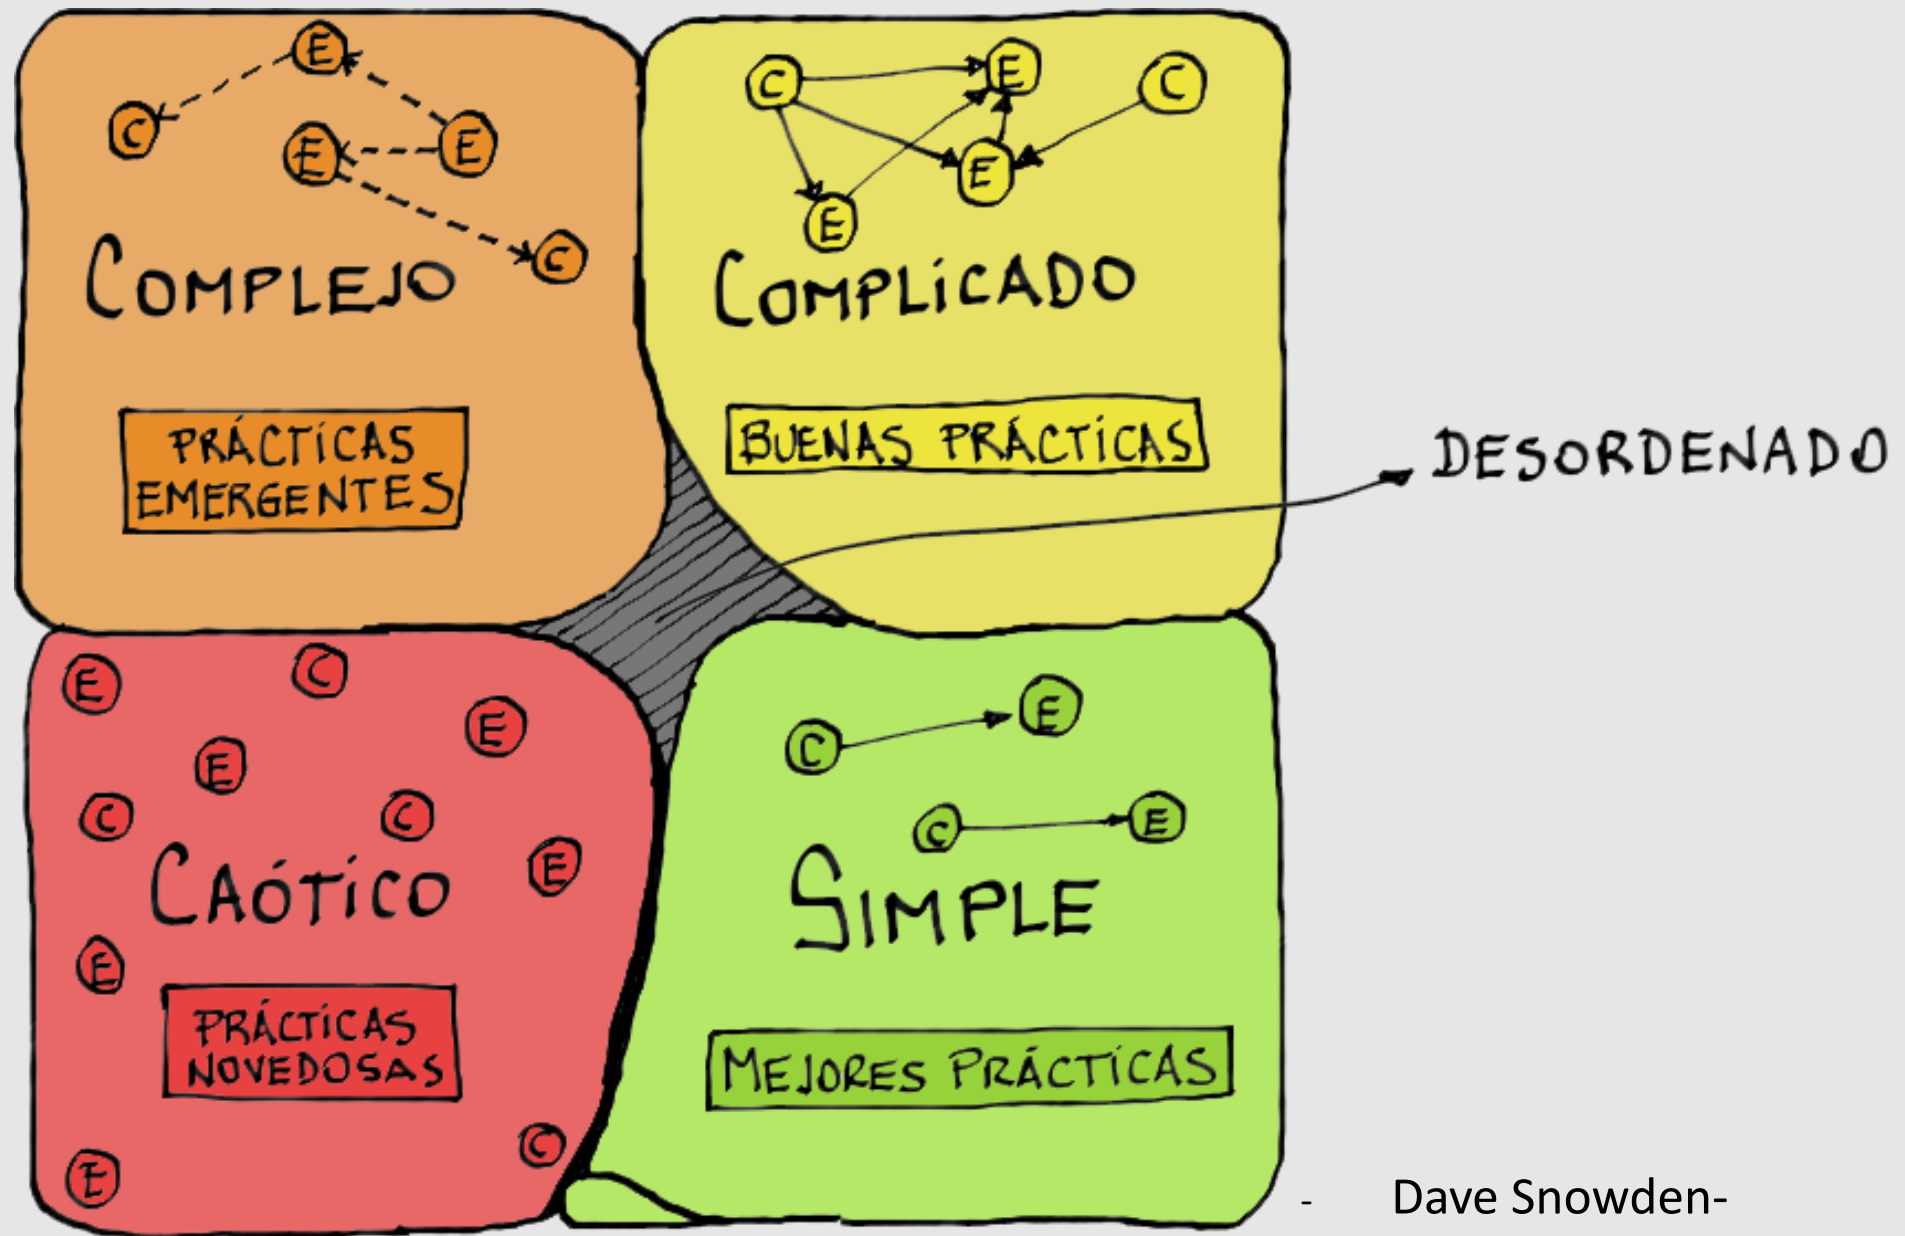 E
C
E
E
C
COMPLEJO
PRÁCTICAS
EMERGENTES
C
E
C
E
E
COMPLICADO
BUENAS PRÁCTICAS
DESORDENADO
E
C
E
E
C
C
E
CAÓTICO
E
PRÁCTICAS
NOVEDOSAS
C
E
E
C
C
E
SIMPLE
MEJORES PRÁCTICAS
- Dave Snowden-